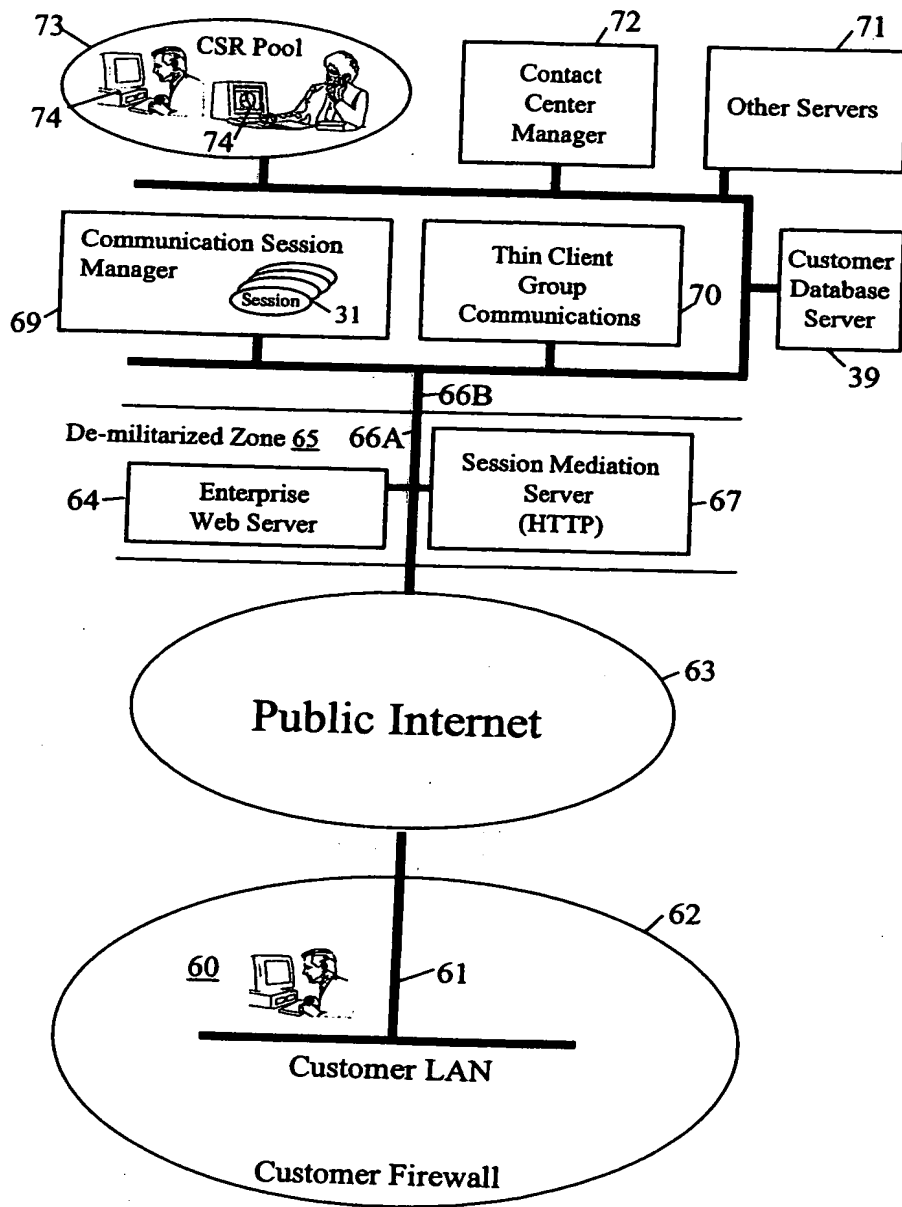 73
CSR Pool
74
74
72
Contact
Center
Manager
71
Other Servers
Communication Session
Manager
Session
31
69
Thin Client
Group
Communications
70
Customer
Database
Server
39
66B
De-militarized Zone 65
66A
64
Enterprise
Web Server
Session Mediation
Server
(HTTP)
67
63
Public Internet
62
60
61
Customer LAN
Customer Firewall